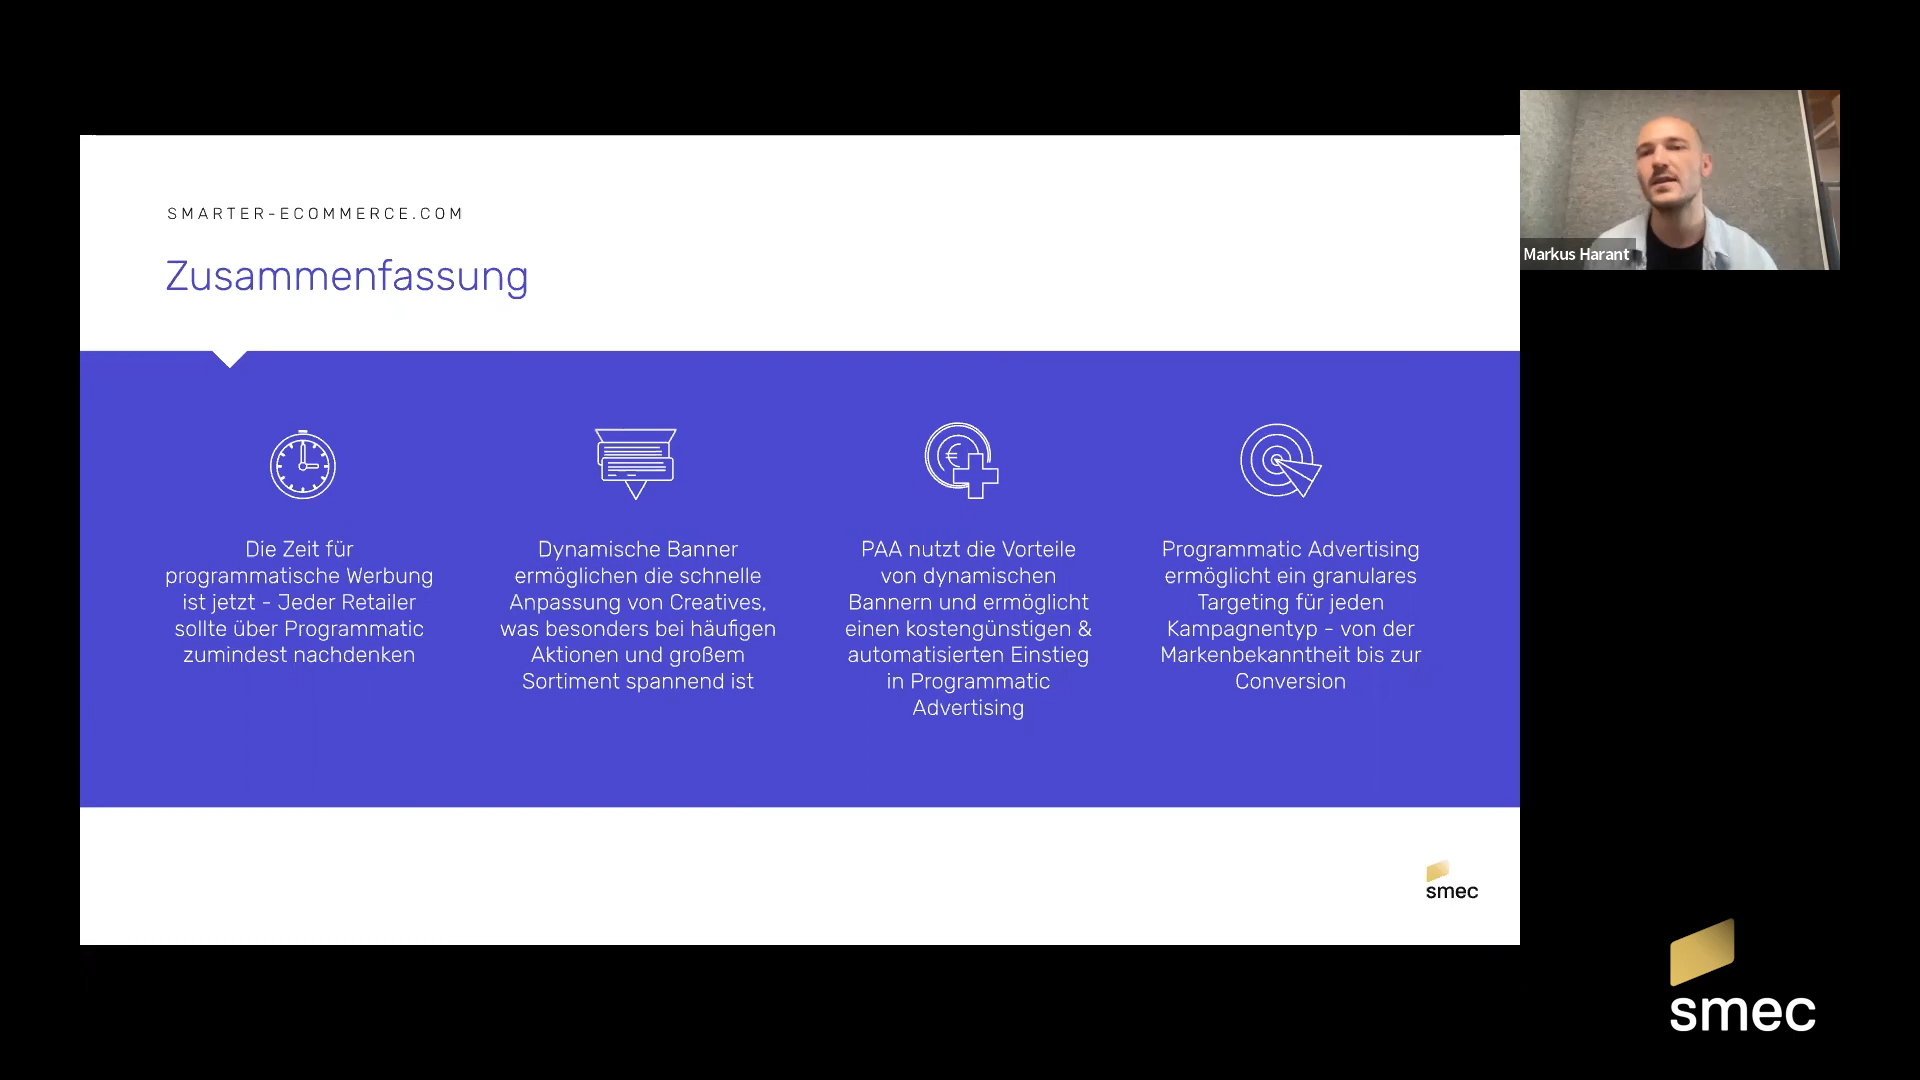 SMARTER-ECOMMERCE.COM
Zusammenfassung
Die Zeit für
programmatische Werbung
ist jetzt - Jeder Retailer
sollte über Programmatic
zumindest nachdenken
Dynamische Banner
ermöglichen die schnelle
Anpassung von Creatives,
was besonders bei häufigen
Aktionen und großem
Sortiment spannend ist
€
PAA nutzt die Vorteile
von dynamischen
Bannern und ermöglicht
einen kostengünstigen &
automatisierten Einstieg
in Programmatic
Advertising
Programmatic Advertising
ermöglicht ein granulares
Targeting für jeden
Kampagnentyp - von der
Markenbekanntheit bis zur
Conversion
smec
Markus Harant
smec